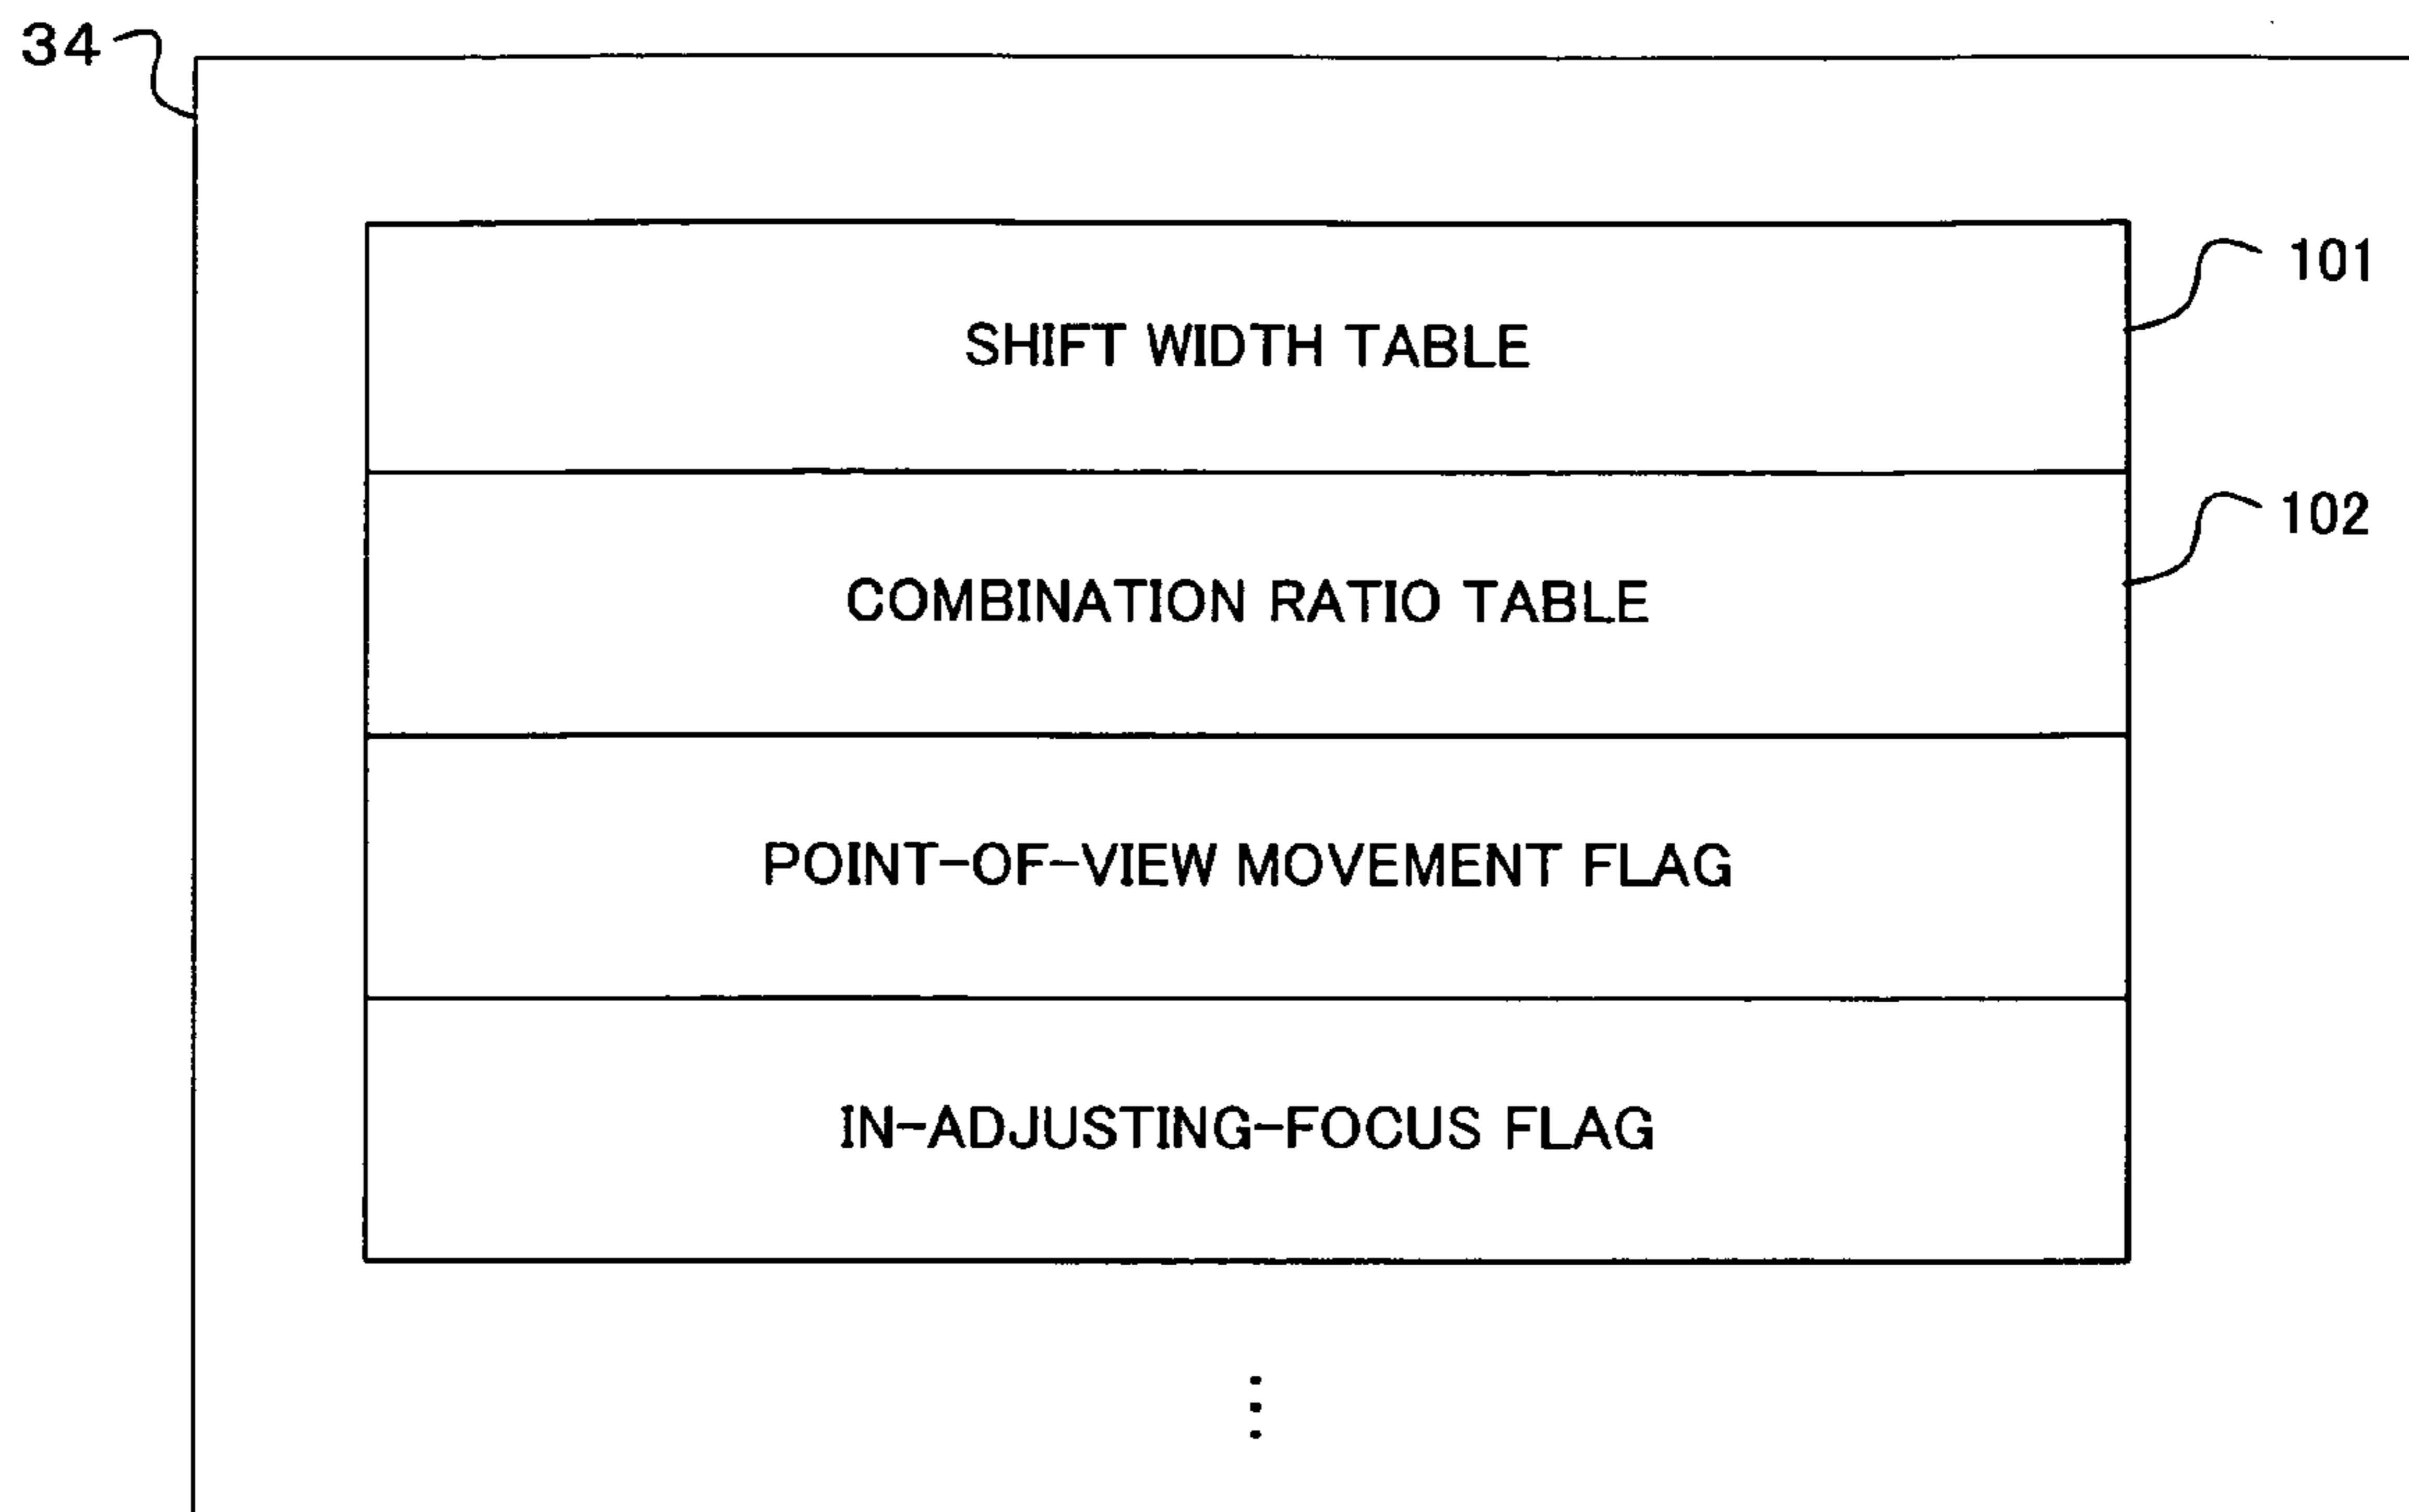 34
101
SHIFT WIDTH TABLE
102
COMBINATION RATIO TABLE
POINT-OF-VIEW MOVEMENT FLAG
IN-ADJUSTING-FOCUS FLAG
⋮